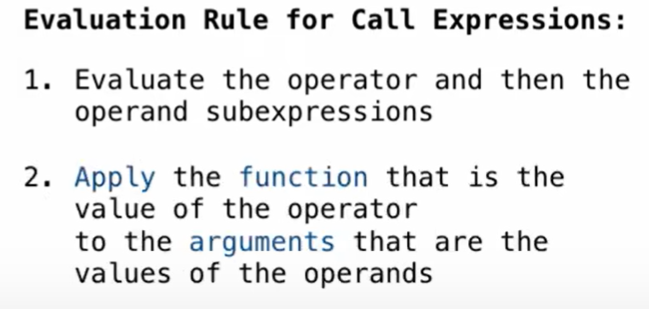 Evaluation Rule for Call Expressions:
1. Evaluate the operator and then the
operand subexpressions
2. Apply the function that is the
value of the operator
to the arguments that are the
values of the operands